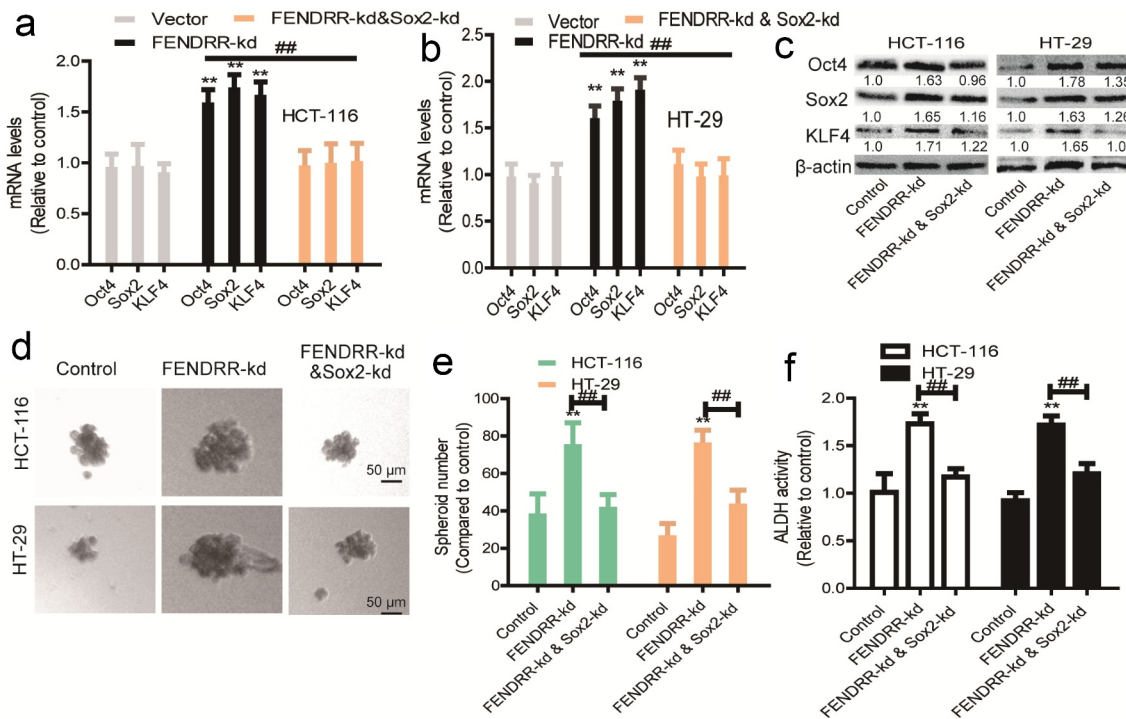 a
Vector
FENDRR-kd&Sox2-kd
FENDRR-kd
##
mRNA levels
(Relative to control)
2.0
1.5
1.0
0.5
0.0
** ** **
HCT-116
Oct4 Sox2 KLF4 Oct4 Sox2 KLF4 Oct4 Sox2 KLF4
b
Vector
FENDRR-kd & Sox2-kd
FENDRR-kd
##
mRNA levels
(Relative to control)
2.5
2.0
1.5
1.0
0.5
0.0
** ** **
HT-29
Oct4 Sox2 KLF4 Oct4 Sox2 KLF4 Oct4 Sox2 KLF4
c
HCT-116 HT-29
Oct4
1.0 1.63 0.96 1.0 1.78 1.35
Sox2
1.0 1.65 1.16 1.0 1.63 1.26
KLF4
1.0 1.71 1.22 1.0 1.65 1.0
β-actin
Control FENDRR-kd FENDRR-kd & Sox2-kd Control FENDRR-kd FENDRR-kd & Sox2-kd
d
Control FENDRR-kd FENDRR-kd
&Sox2-kd
HCT-116
50 µm
HT-29
50 µm
e
HCT-116
HT-29
Spheroid number
(Compared to control)
100
80
60
40
20
0
** ## ** ##
Control FENDRR-kd FENDRR-kd & Sox2-kd Control FENDRR-kd FENDRR-kd & Sox2-kd
f
HCT-116
HT-29
ALDH activity
(Relative to control)
2.0
1.5
1.0
0.5
0.0
** ## ** ##
Control FENDRR-kd FENDRR-kd & Sox2-kd Control FENDRR-kd FENDRR-kd & Sox2-kd